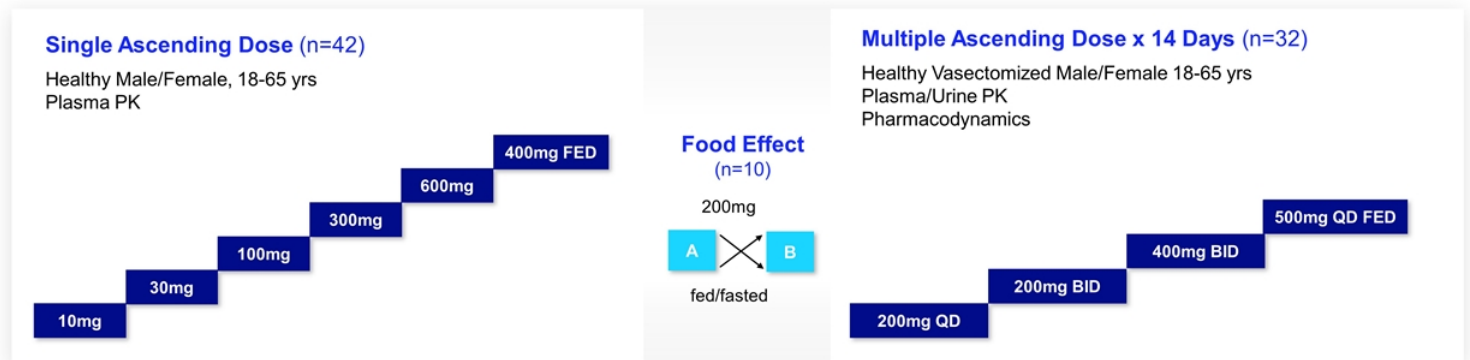 Single Ascending Dose (n=42)
Healthy Male/Female, 18-65 yrs
Plasma PK
400mg FED
600mg
300mg
100mg
30mg
10mg
Food Effect
(n=10)
200mg
A
B
fed/fasted
Multiple Ascending Dose x 14 Days (n=32)
Healthy Vasectomized Male/Female 18-65 yrs
Plasma/Urine PK
Pharmacodynamics
500mg QD FED
400mg BID
200mg BID
200mg QD